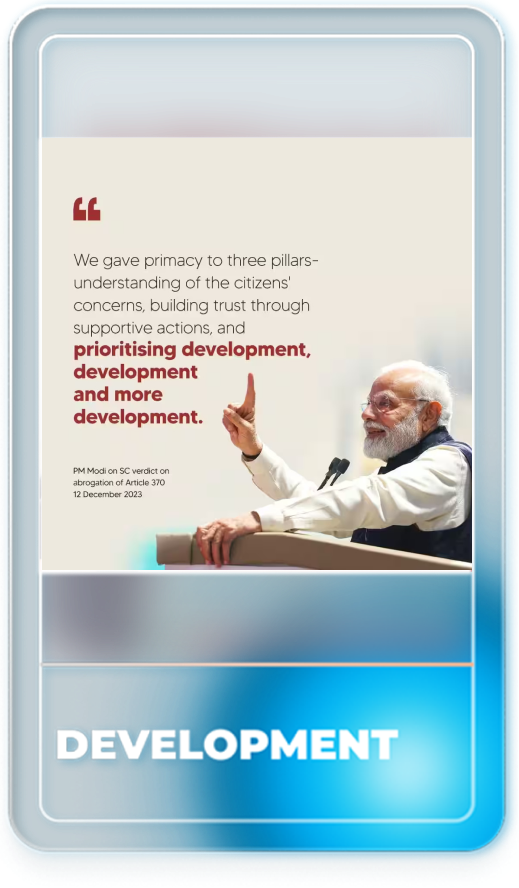 “
We gave primacy to three pillars-
understanding of the citizens'
concerns, building trust through
supportive actions, and
prioritising development,
development
and more
development.
PM Modi on SC verdict on
abrogation of Article 370
12 December 2023
DEVELOPMENT